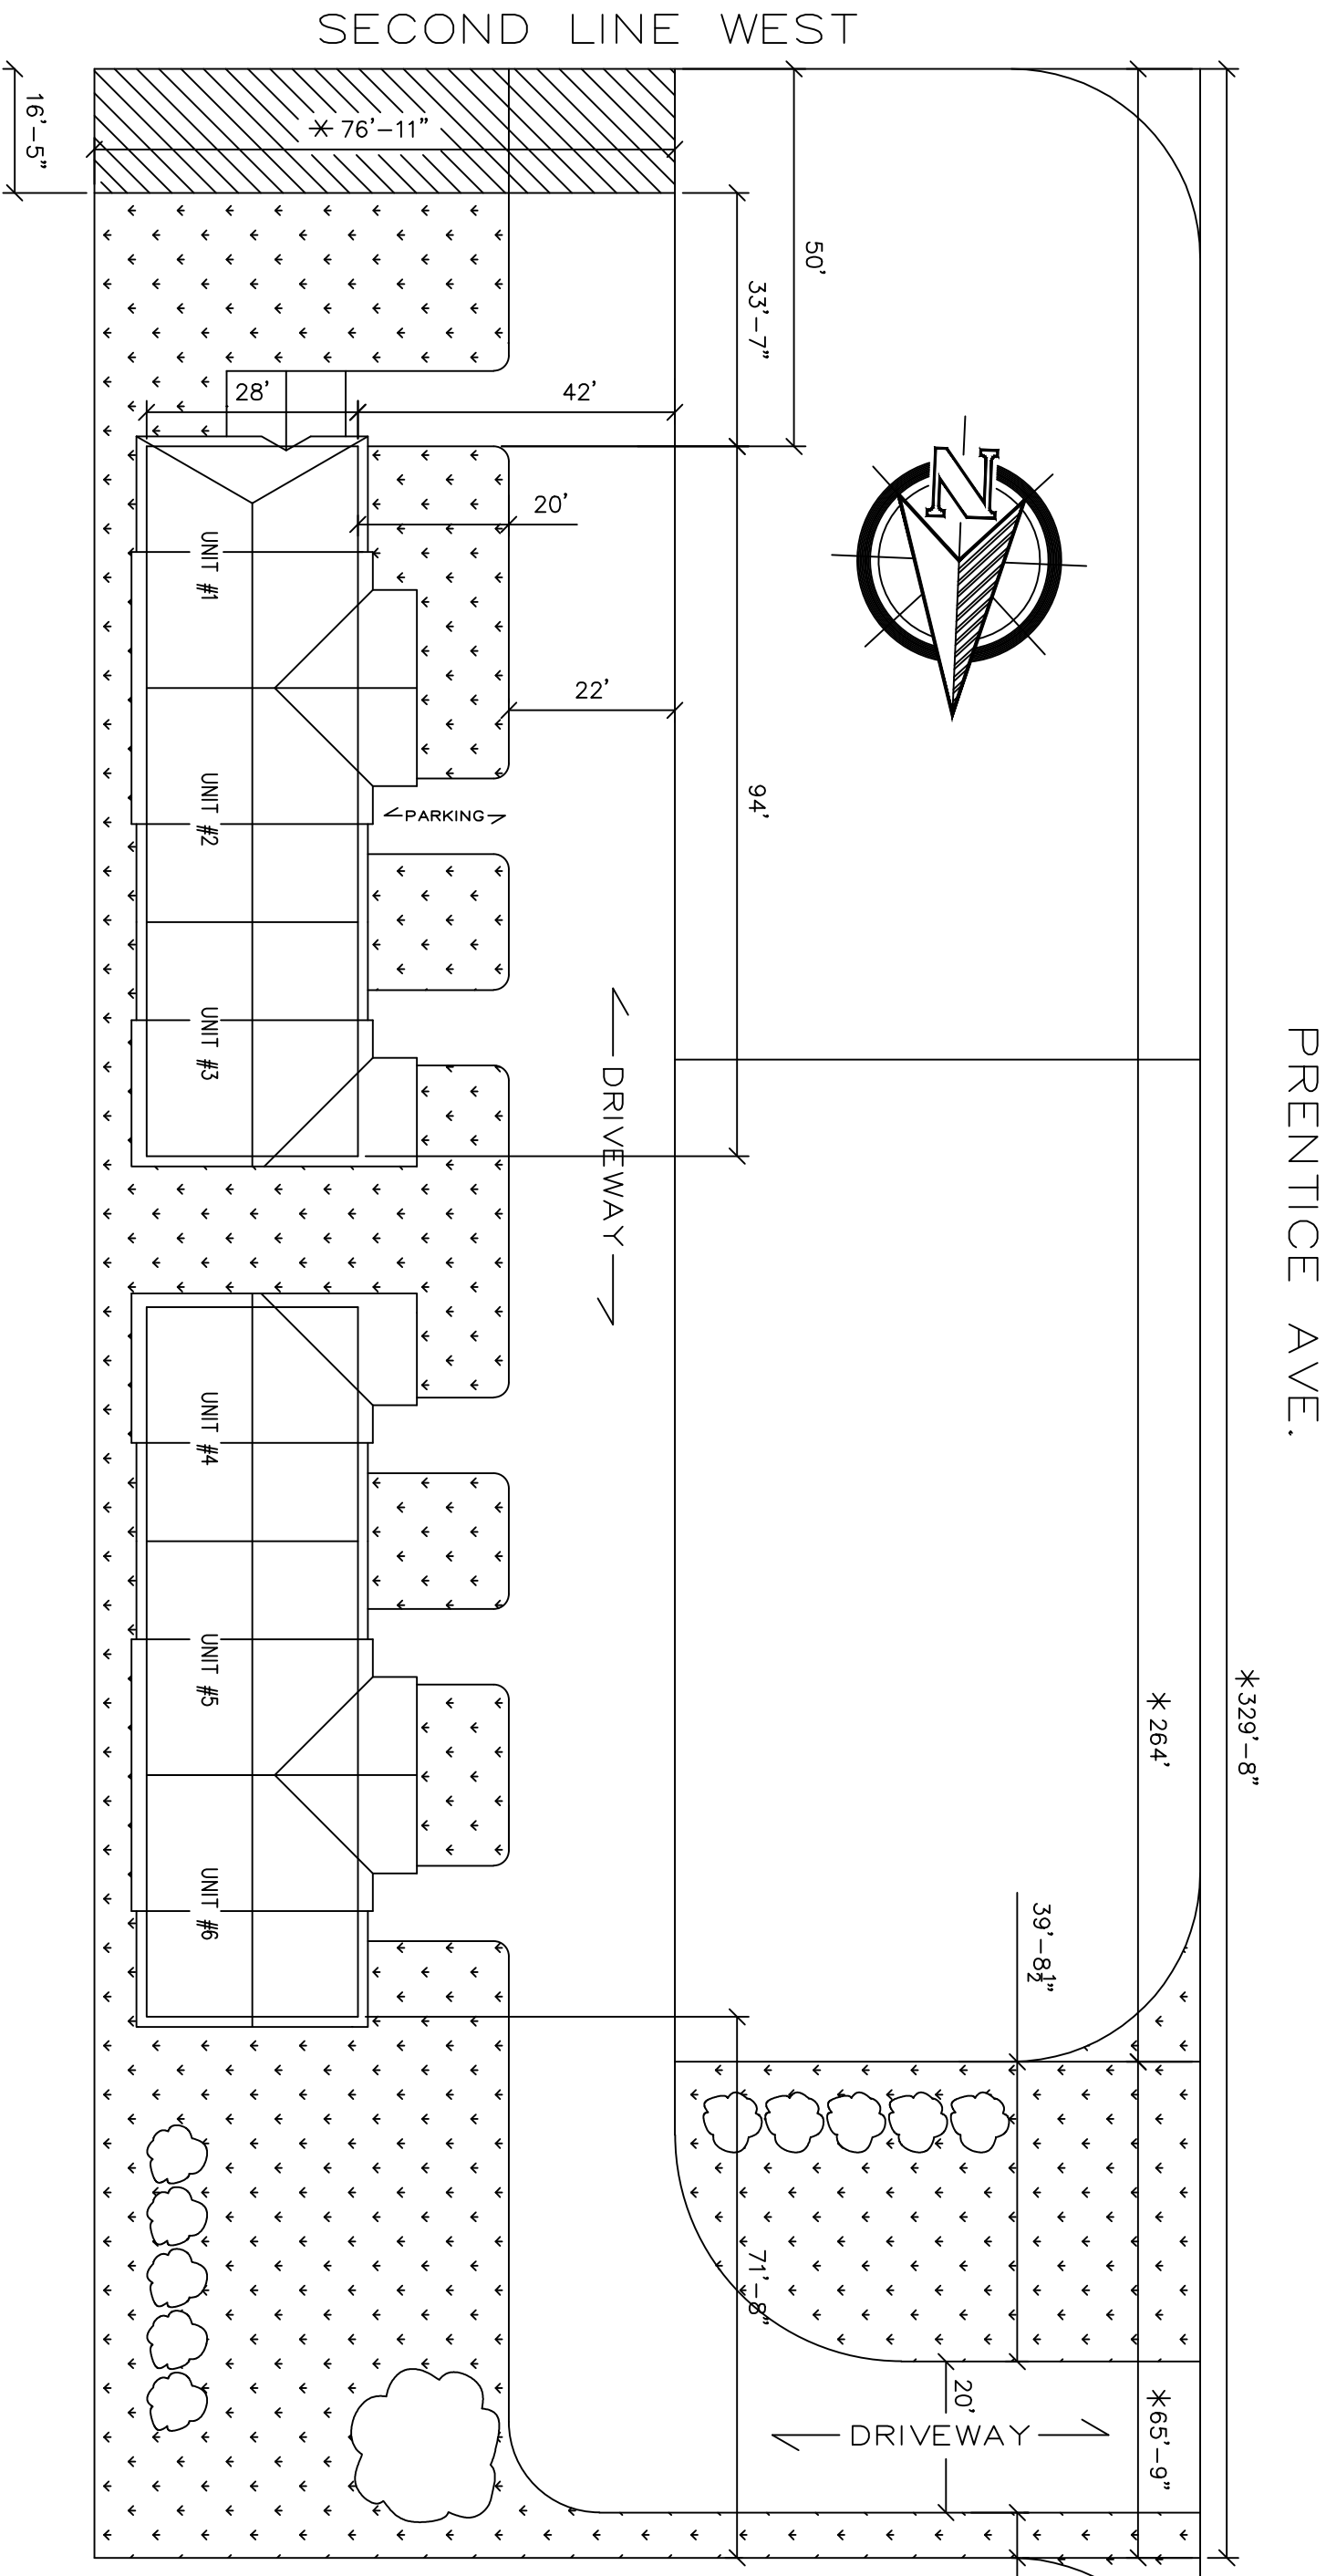 SECOND LINE WEST
16'-5"
✳ 76'-11"
50'
33'-7"
28'
42'
N
20'
UNIT #1
22'
UNIT #2
PARKING
94'
UNIT #3
DRIVEWAY
PRENTICE AVE.
UNIT #4
✳329'-8"
✳ 264'
UNIT #5
UNIT #6
39'-8½"
71'-8"
20'
DRIVEWAY
✳65'-9"